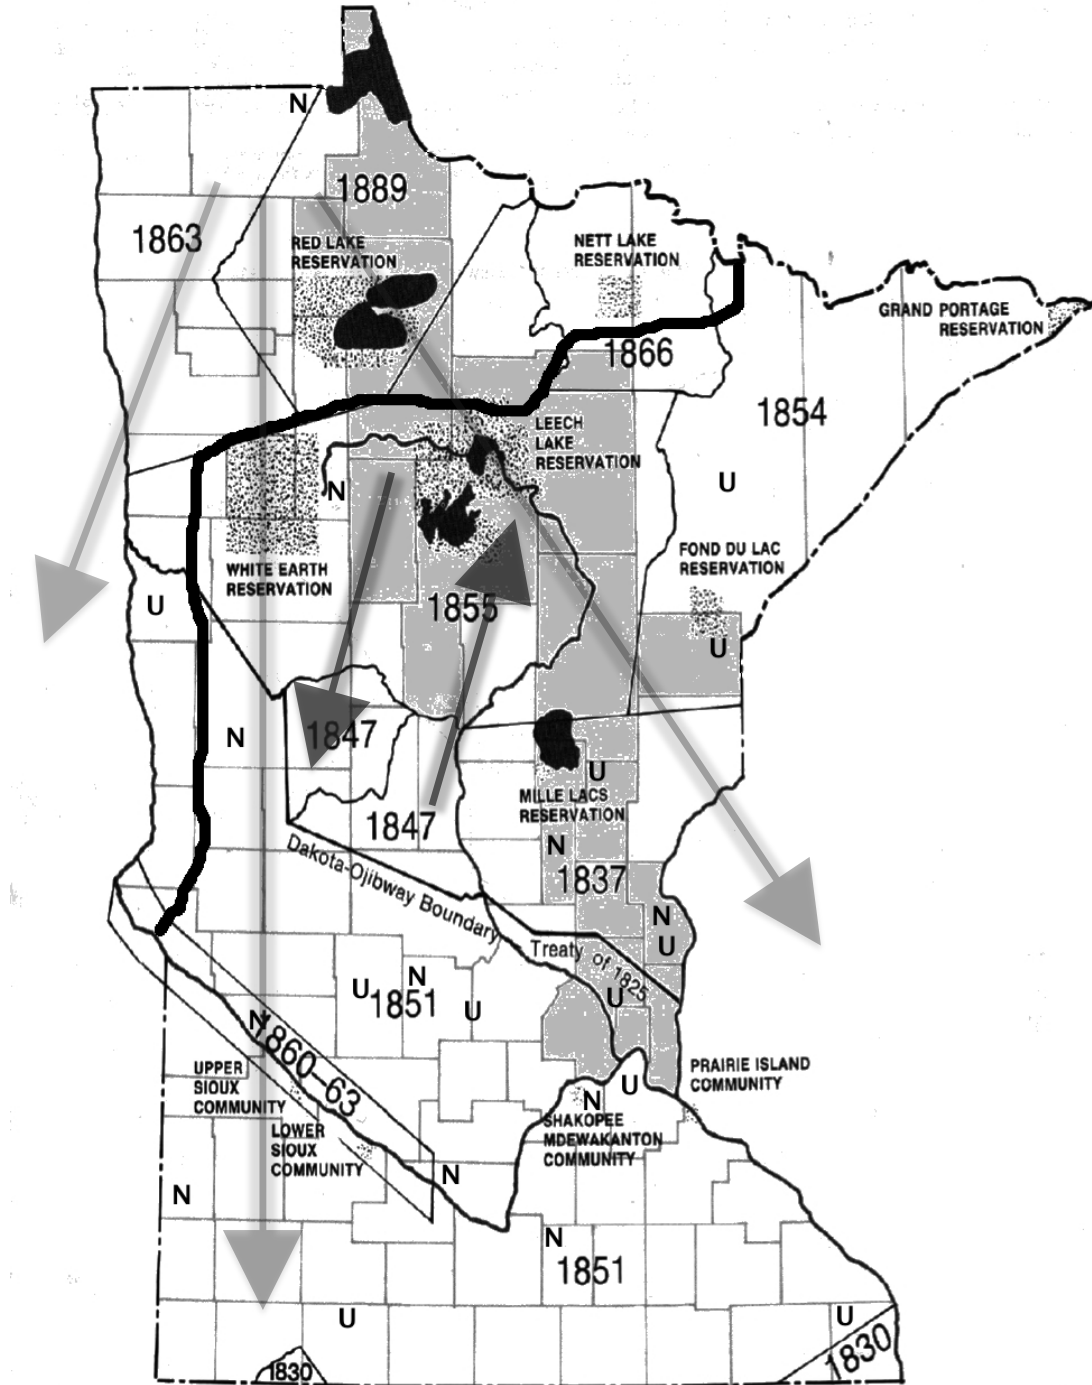 N
1889
1863
RED LAKE
RESERVATION
NETT LAKE
RESERVATION
GRAND PORTAGE
RESERVATION
1866
1854
LEECH
LAKE
RESERVATION
U
N
FOND DU LAC
RESERVATION
WHITE EARTH
RESERVATION
U
1855
U
N
1847
U
MILLE LACS
RESERVATION
1847
N
Dakota-Ojibway Boundary
1837
N
U
Treaty of 1825
U
N
1851
U
U
N
1860-63
UPPER
SIOUX
COMMUNITY
PRAIRIE ISLAND
COMMUNITY
U
N
LOWER
SIOUX
COMMUNITY
SHAKOPEE
MDEWAKANTON
COMMUNITY
N
N
N
1851
U
U
1830
1830